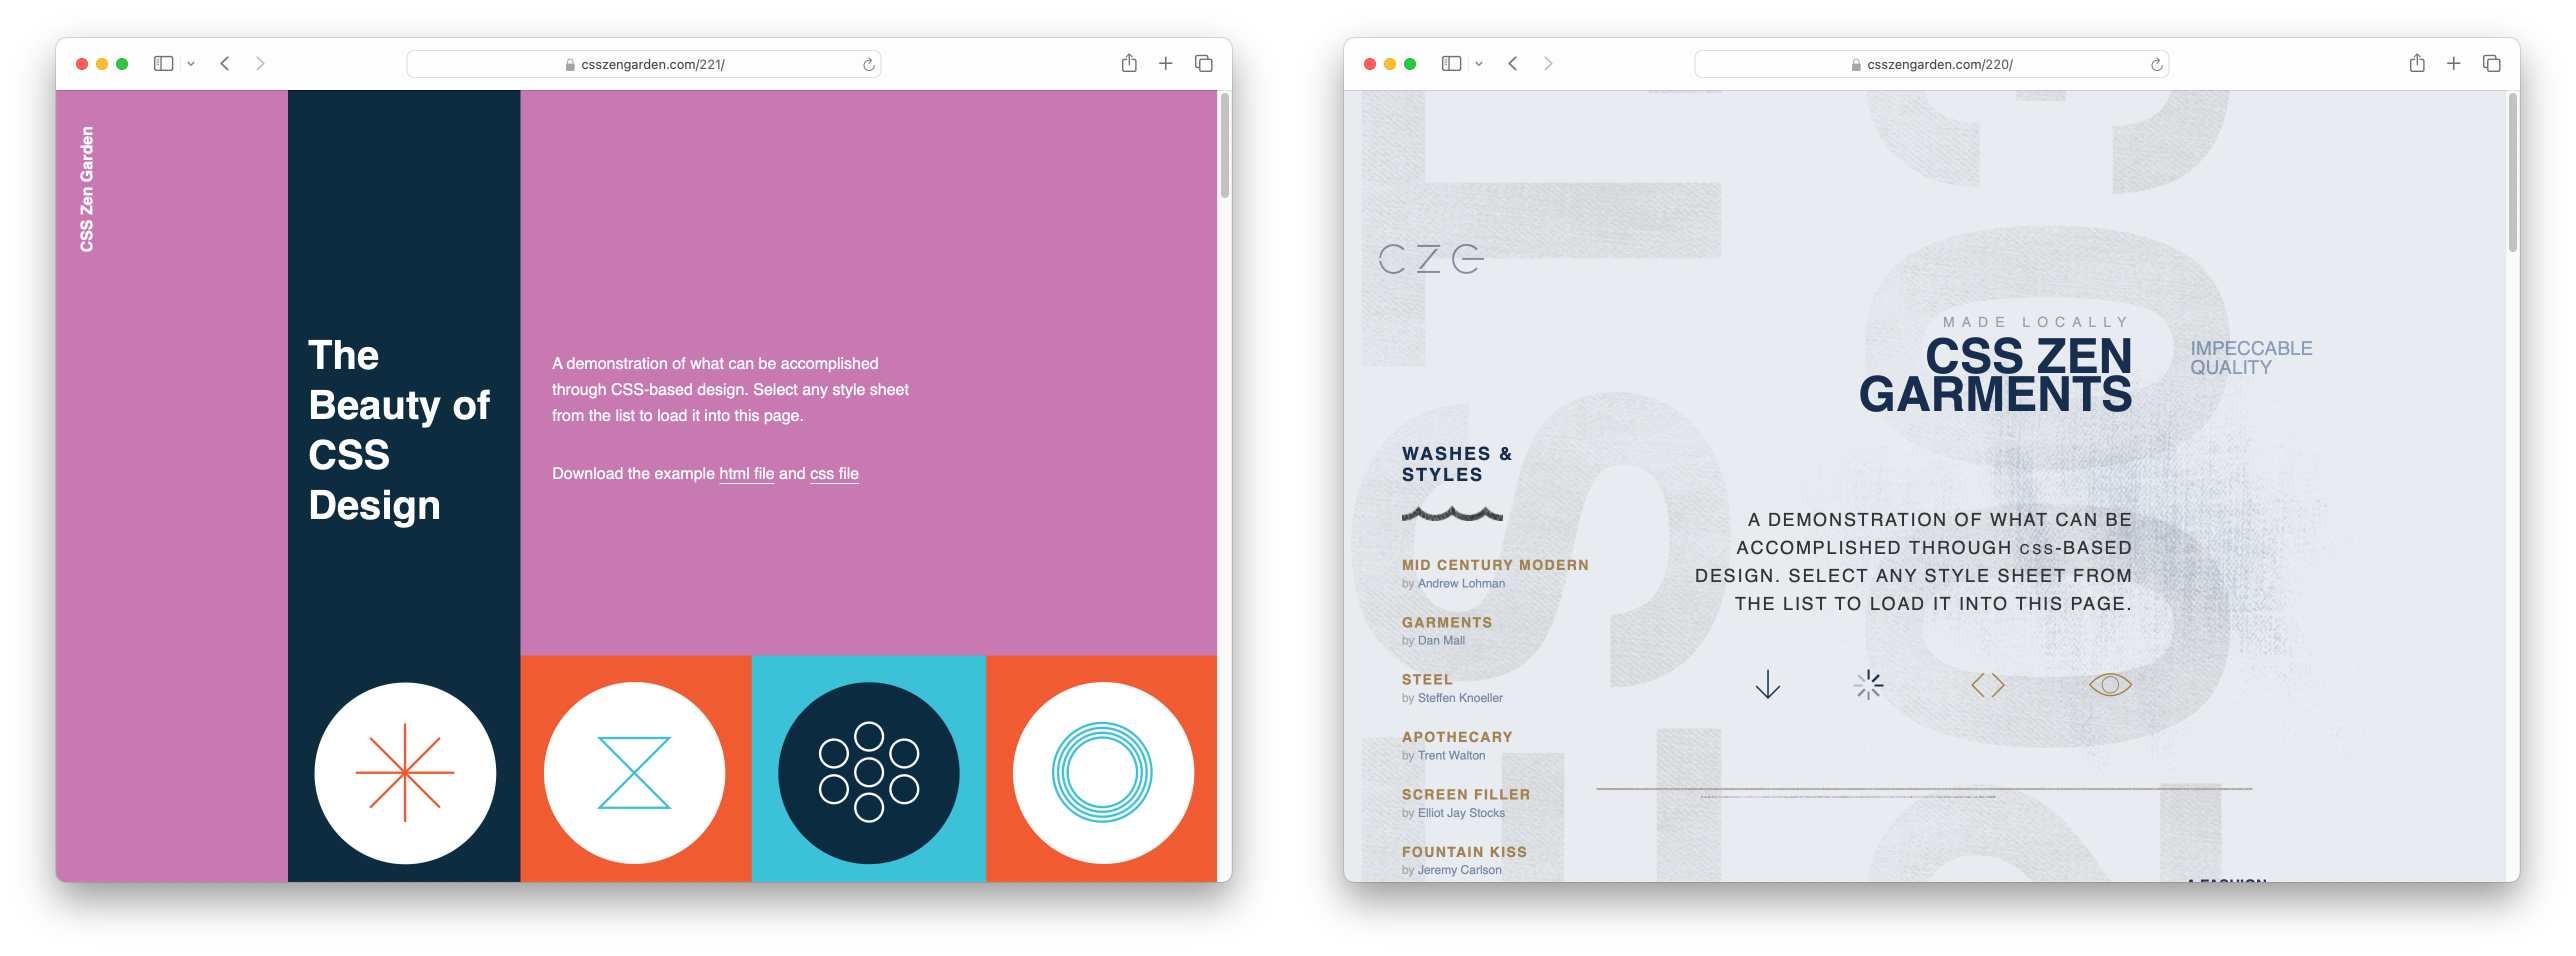 csszengarden.com/221/
CSS Zen Garden
The
Beauty of
CSS
Design
A demonstration of what can be accomplished
through CSS-based design. Select any style sheet
from the list to load it into this page.
Download the example html file and css file
csszengarden.com/220/
CZG
MADE LOCALLY
CSS ZEN
GARMENTS
IMPECCABLE
QUALITY
WASHES &
STYLES
MID CENTURY MODERN
by Andrew Lohman
GARMENTS
by Dan Mall
STEEL
by Steffen Knoeller
APOTHECARY
by Trent Walton
SCREEN FILLER
by Elliot Jay Stocks
FOUNTAIN KISS
by Jeremy Carlson
A DEMONSTRATION OF WHAT CAN BE
ACCOMPLISHED THROUGH css-BASED
DESIGN. SELECT ANY STYLE SHEET FROM
THE LIST TO LOAD IT INTO THIS PAGE.